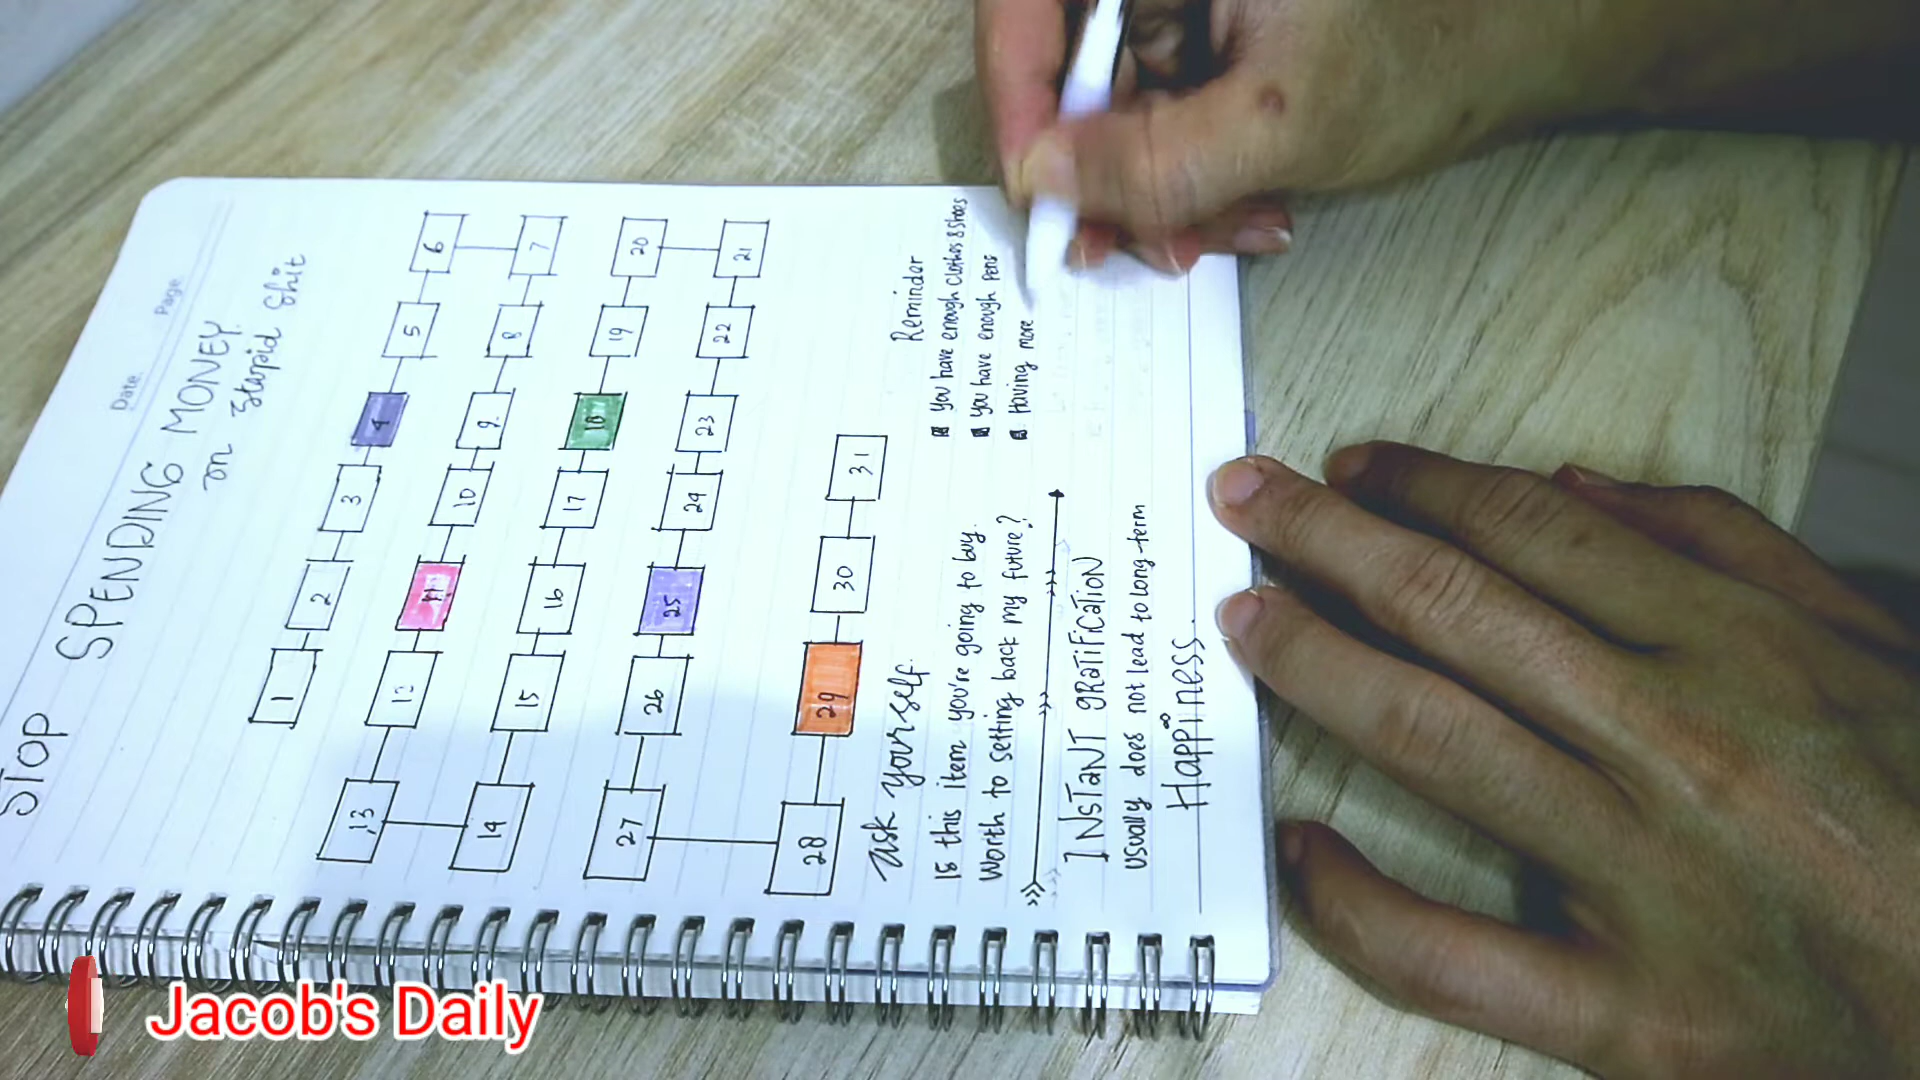 Date.
Page.
STOP SPENDING MONEY
on Stupid Shit
1 2 3 4 5 6
13 12 11 10 9 8 7
14 15 16 17 18 19 20
27 26 25 24 23 22 21
28 29 30 31
ask yourself.
Is this item you're going to buy
Worth to setting back my future?
INSTANT gRATIFICATION
usually does not lead to long-term
Happiness.
Reminder
You have enough clothes & shoes
You have enough pens
Having more
Jacob's Daily